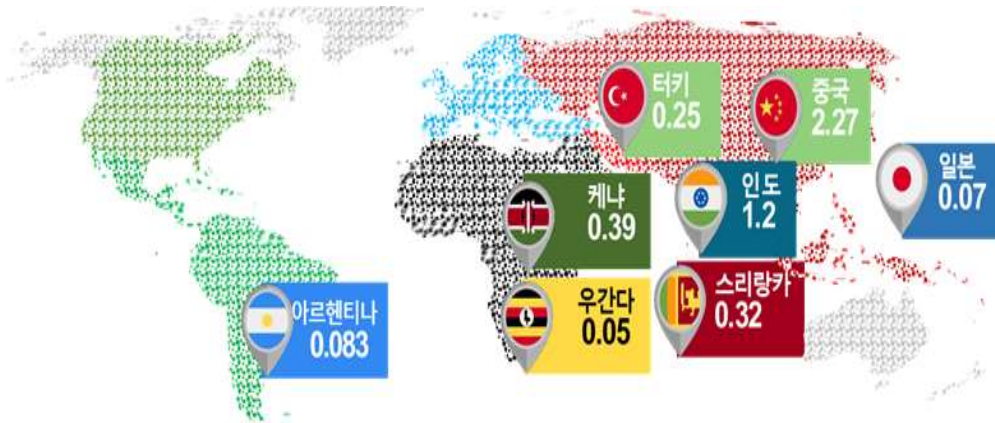 터키
0.25
중국
2.27
일본
0.07
케냐
0.39
인도
1.2
아르헨티나
0.083
우간다
0.05
스리랑카
0.32